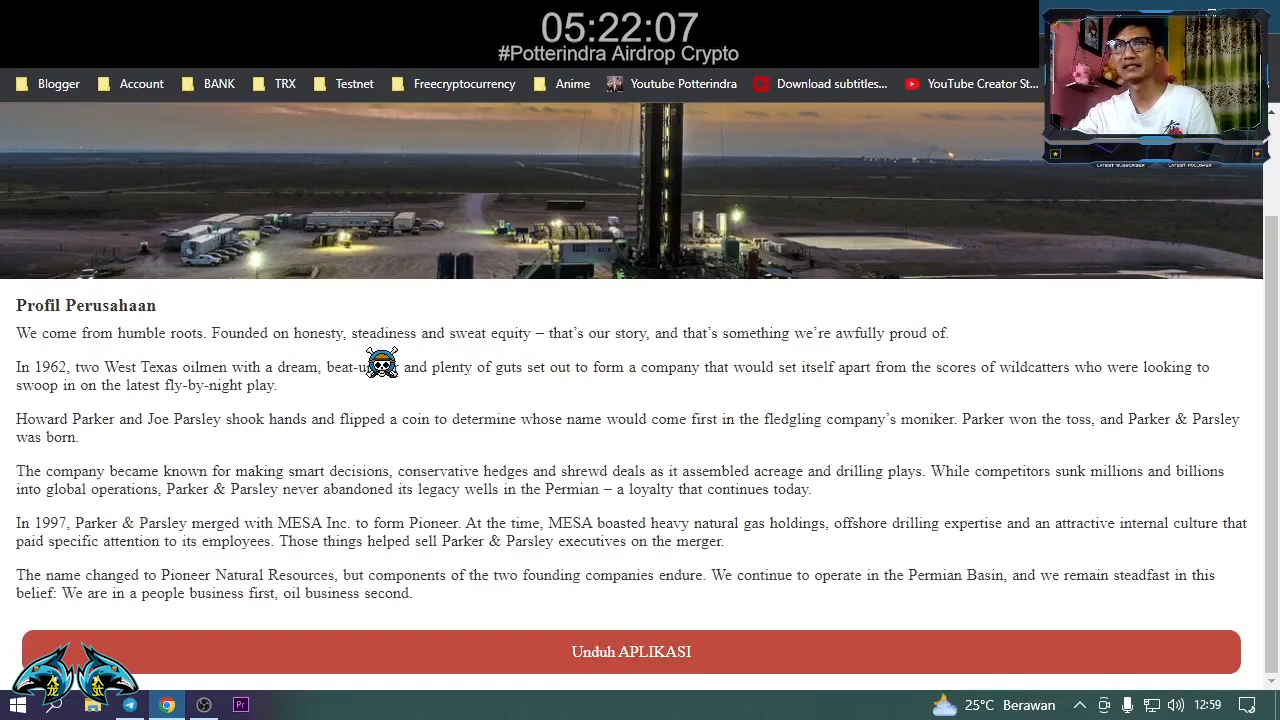 05:22:07
#Potterindra Airdrop Crypto
Blogger Account BANK TRX Testnet Freecryptocurrency Anime Youtube Potterindra Download subtitles... YouTube Creator St...
LATEST SUBSCRIBER LATEST FOLLOWER
Profil Perusahaan
We come from humble roots. Founded on honesty, steadiness and sweat equity – that’s our story, and that’s something we’re awfully proud of.
In 1962, two West Texas oilmen with a dream, and plenty of guts set out to form a company that would set itself apart from the scores of wildcatters who were looking to
swoop in on the latest fly-by-night play.
Howard Parker and Joe Parsley shook hands and flipped a coin to determine whose name would come first in the fledgling company’s moniker. Parker won the toss, and Parker & Parsley
was born.
The company became known for making smart decisions, conservative hedges and shrewd deals as it assembled acreage and drilling plays. While competitors sunk millions and billions
into global operations, Parker & Parsley never abandoned its legacy wells in the Permian – a loyalty that continues today.
In 1997, Parker & Parsley merged with MESA Inc. to form Pioneer. At the time, MESA boasted heavy natural gas holdings, offshore drilling expertise and an attractive internal culture that
paid specific attention to its employees. Those things helped sell Parker & Parsley executives on the merger.
The name changed to Pioneer Natural Resources, but components of the two founding companies endure. We continue to operate in the Permian Basin, and we remain steadfast in this
belief: We are in a people business first, oil business second.
Unduh APLIKASI
龙 金
Pr 25°C Berawan 12:59